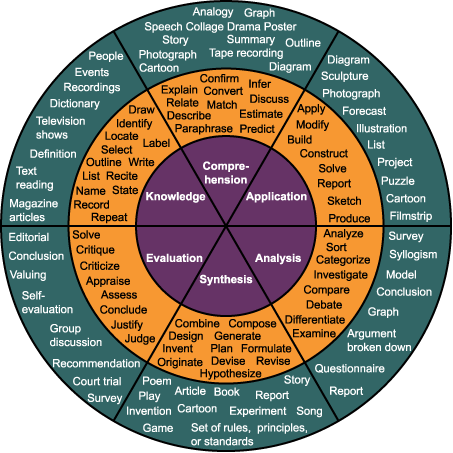 Analogy Graph
Speech Collage Drama Poster
Story Summary Outline
Photograph Tape recording
Cartoon Diagram
Confirm
Explain Convert Infer
Relate Match Discuss
Describe Estimate
Paraphrase Predict
Compre-
hension
Diagram
Sculpture
Photograph
Forecast
Illustration
List
Project
Puzzle
Cartoon
Filmstrip
Apply
Modify
Build
Construct
Solve
Report
Sketch
Produce
Application
Survey
Syllogism
Model
Conclusion
Graph
Argument
broken down
Questionnaire
Report
Analyze
Sort
Categorize
Investigate
Compare
Debate
Differentiate
Examine
Analysis
Synthesis
Combine Compose
Design Generate
Invent Plan Formulate
Originate Devise Revise
Hypothesize
Poem Story
Play Article Book Report
Invention Cartoon Experiment Song
Game Set of rules, principles,
or standards
Evaluation
Solve
Critique
Criticize
Appraise
Assess
Conclude
Justify
Judge
Editorial
Conclusion
Valuing
Self-
evaluation
Group
discussion
Recommendation
Court trial
Survey
Knowledge
Draw
Identify
Locate Label
Select
Outline Write
List Recite
Name State
Record
Repeat
People
Events
Recordings
Dictionary
Television
shows
Definition
Text
reading
Magazine
articles